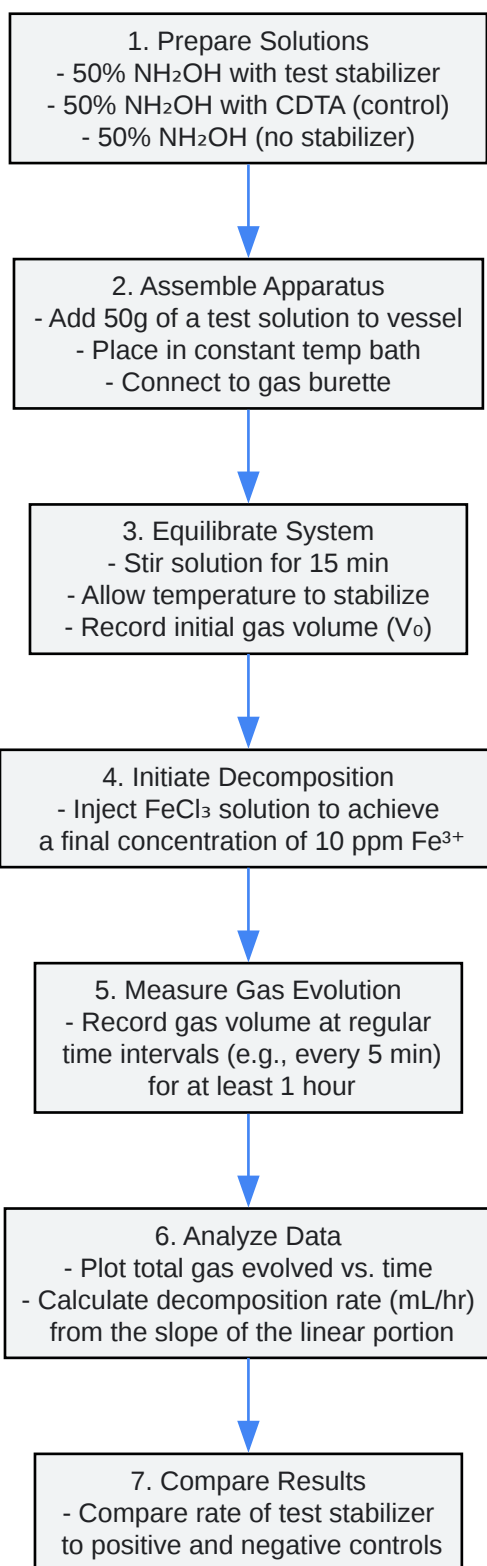 1. Prepare Solutions
- 50% NH₂OH with test stabilizer
- 50% NH₂OH with CDTA (control)
- 50% NH₂OH (no stabilizer)
2. Assemble Apparatus
- Add 50g of a test solution to vessel
- Place in constant temp bath
- Connect to gas burette
3. Equilibrate System
- Stir solution for 15 min
- Allow temperature to stabilize
- Record initial gas volume (V₀)
4. Initiate Decomposition
- Inject FeCl₃ solution to achieve
a final concentration of 10 ppm Fe³⁺
5. Measure Gas Evolution
- Record gas volume at regular
time intervals (e.g., every 5 min)
for at least 1 hour
6. Analyze Data
- Plot total gas evolved vs. time
- Calculate decomposition rate (mL/hr)
from the slope of the linear portion
7. Compare Results
- Compare rate of test stabilizer
to positive and negative controls